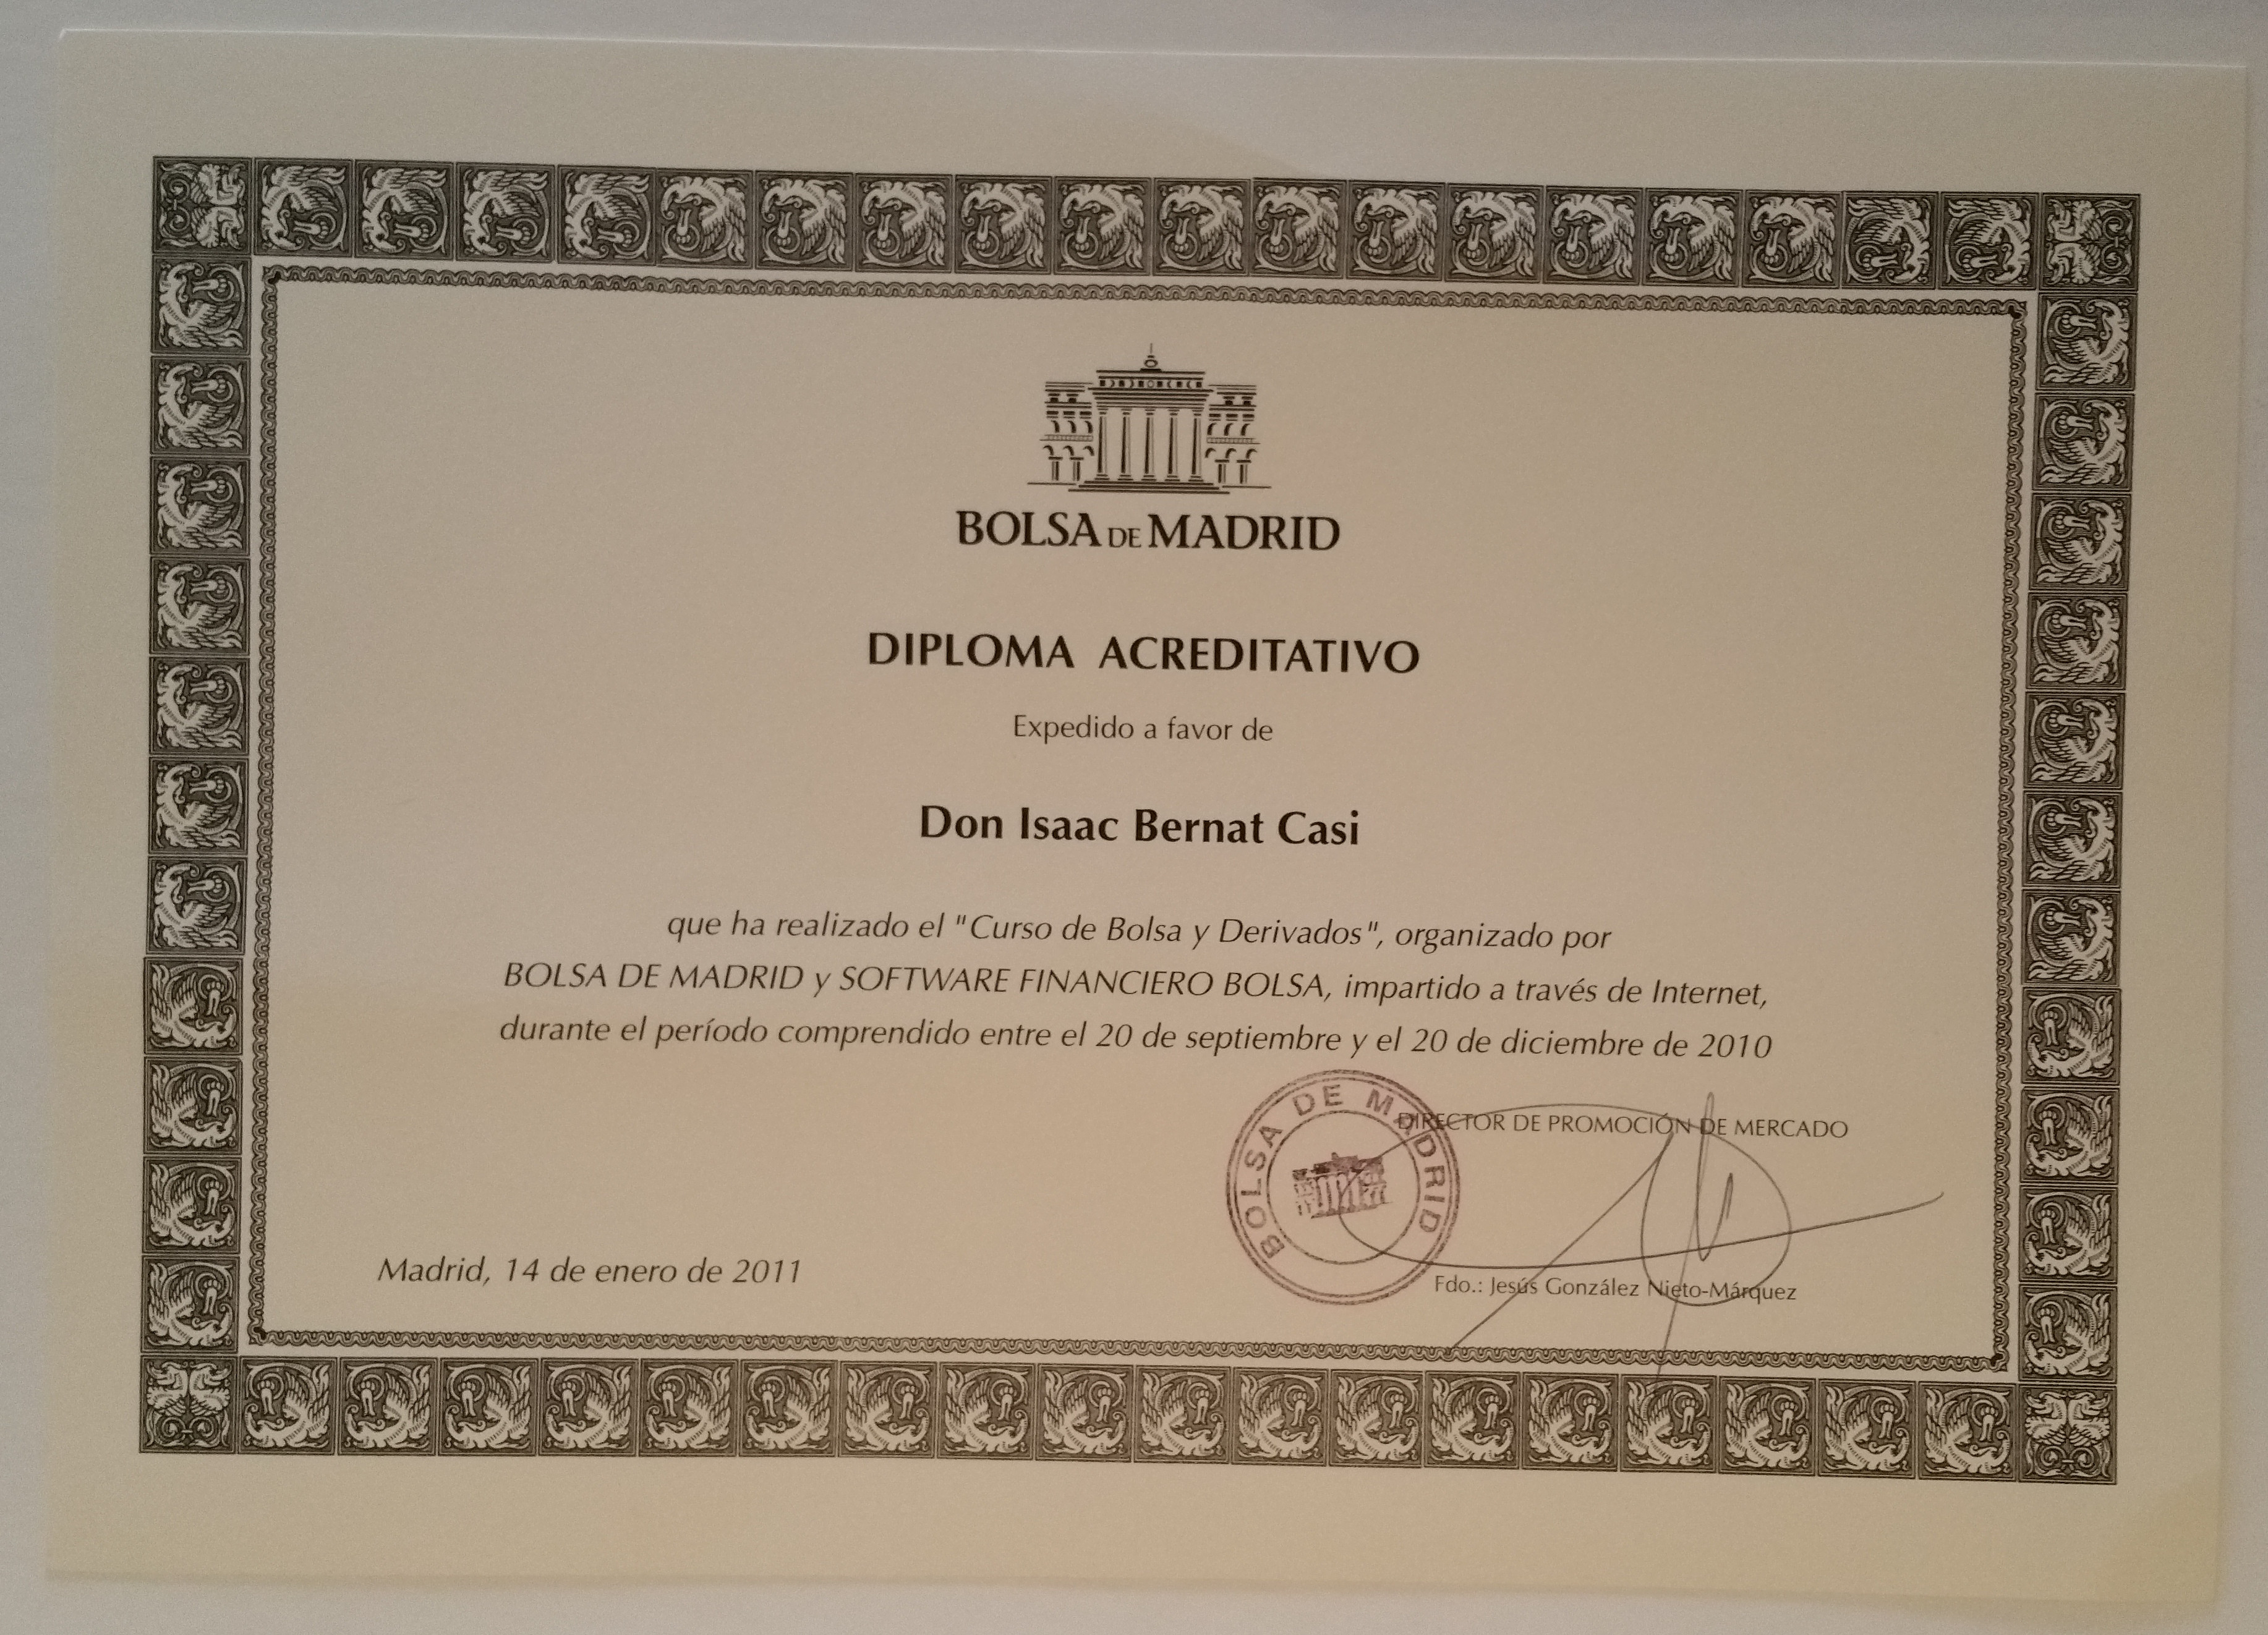 BOLSA DE MADRID
DIPLOMA ACREDITATIVO
Expedido a favor de
Don Isaac Bernat Casi
que ha realizado el "Curso de Bolsa y Derivados", organizado por
BOLSA DE MADRID y SOFTWARE FINANCIERO BOLSA, impartido a través de Internet,
durante el período comprendido entre el 20 de septiembre y el 20 de diciembre de 2010
BOLSA DE MADRID
DIRECTOR DE PROMOCIÓN DE MERCADO
Madrid, 14 de enero de 2011
Fdo.: Jesús González Nieto-Márquez